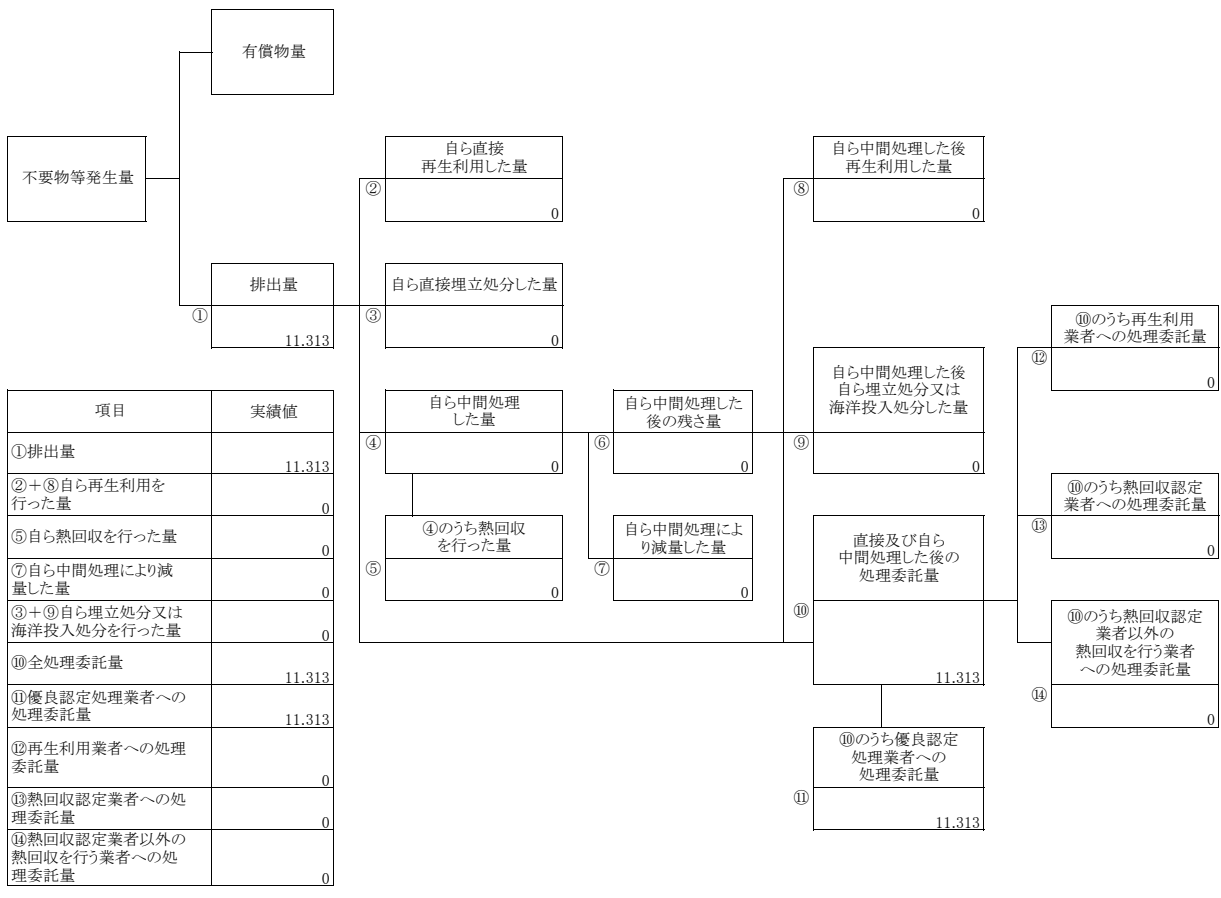 有償物量
不要物等発生量
自ら直接
再生利用した量
②
0
自ら中間処理した後
再生利用した量
⑧
0
排出量
①
11.313
自ら直接埋立処分した量
③
0
⑩のうち再生利用
業者への処理委託量
⑫
0
自ら中間処理
した量
④
0
自ら中間処理した
後の残さ量
⑥
0
自ら中間処理した後
自ら埋立処分又は
海洋投入処分した量
⑨
0
⑩のうち熱回収認定
業者への処理委託量
⑬
0
④のうち熱回収
を行った量
⑤
0
自ら中間処理によ
り減量した量
⑦
0
直接及び自ら
中間処理した後の
処理委託量
⑩
11.313
⑩のうち熱回収認定
業者以外の
熱回収を行う業者
への処理委託量
⑭
0
⑩のうち優良認定
処理業者への
処理委託量
⑪
11.313
項目 実績値
①排出量
11.313
②＋⑧自ら再生利用を
行った量
0
⑤自ら熱回収を行った量
0
⑦自ら中間処理により減
量した量
0
③＋⑨自ら埋立処分又は
海洋投入処分を行った量
0
⑩全処理委託量
11.313
⑪優良認定処理業者への
処理委託量
11.313
⑫再生利用業者への処理
委託量
0
⑬熱回収認定業者への処
理委託量
0
⑭熱回収認定業者以外の
熱回収を行う業者への処
理委託量
0